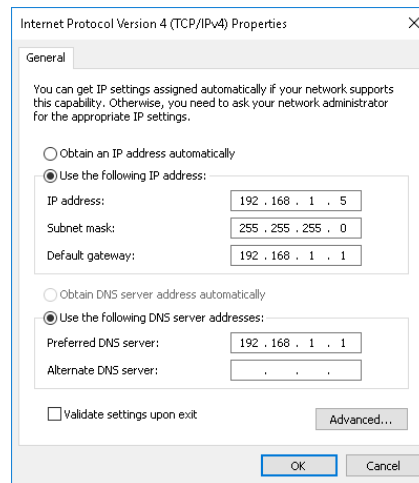 Internet Protocol Version 4 (TCP/IPv4) Properties
General
You can get IP settings assigned automatically if your network supports
this capability. Otherwise, you need to ask your network administrator
for the appropriate IP settings.
Obtain an IP address automatically
Use the following IP address:
IP address: 192 . 168 . 1 . 5
Subnet mask: 255 . 255 . 255 . 0
Default gateway: 192 . 168 . 1 . 1
Obtain DNS server address automatically
Use the following DNS server addresses:
Preferred DNS server: 192 . 168 . 1 . 1
Alternate DNS server: . . .
Validate settings upon exit
Advanced...
OK Cancel